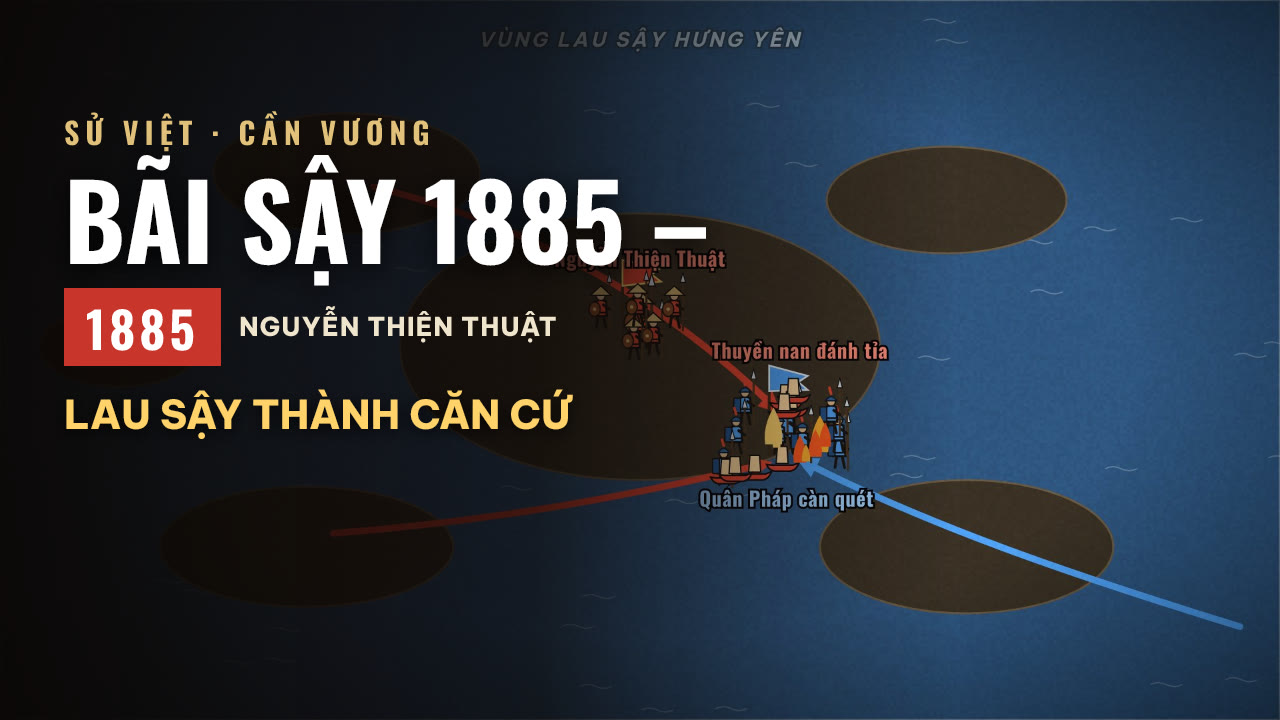 VÙNG LAU SẬY HƯNG YÊN
SỬ VIỆT · CẦN VƯƠNG
BÃI SẬY 1885 –
Nguyễn Thiện Thuật
1885 NGUYỄN THIỆN THUẬT
Thuyền nan đánh tỉa
LAU SẬY THÀNH CĂN CỨ
Quân Pháp càn quét